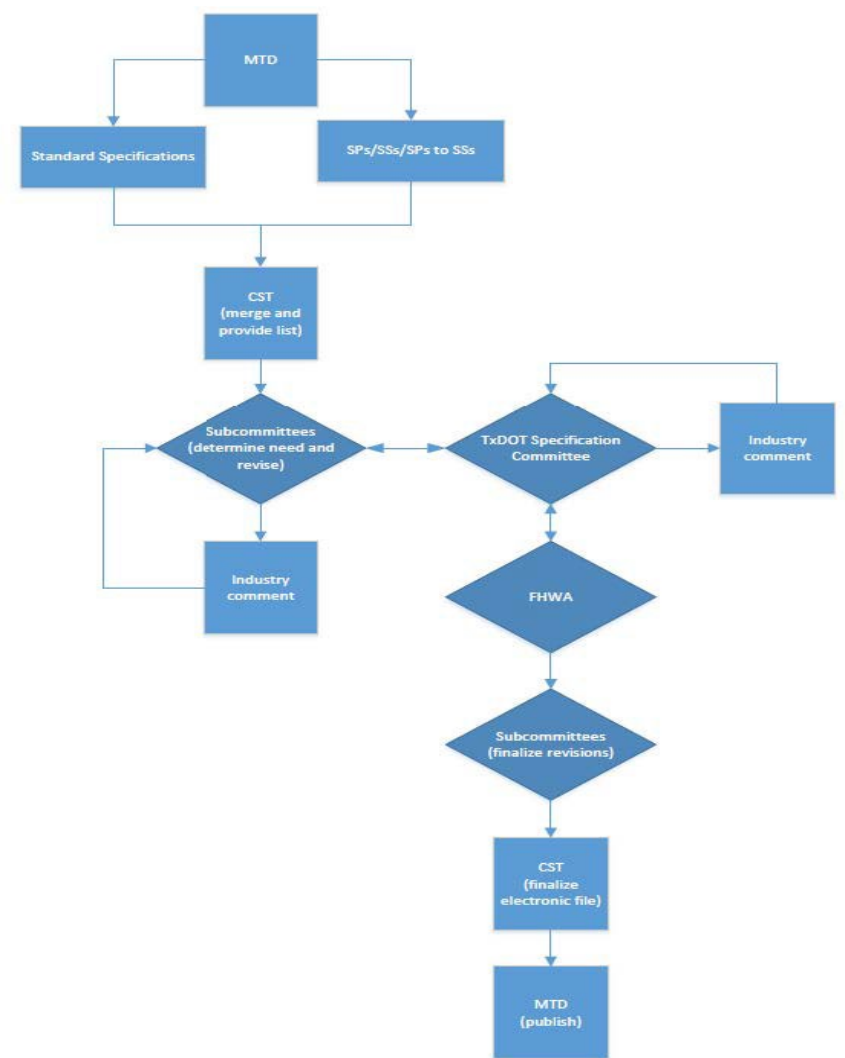 MTD
Standard Specifications
SPs/SSs/SPs to SSs
CST
(merge and
provide list)
Subcommittees
(determine need and
revise)
TxDOT Specification
Committee
Industry
comment
Industry
comment
FHWA
Subcommittees
(finalize revisions)
CST
(finalize
electronic file)
MTD
(publish)